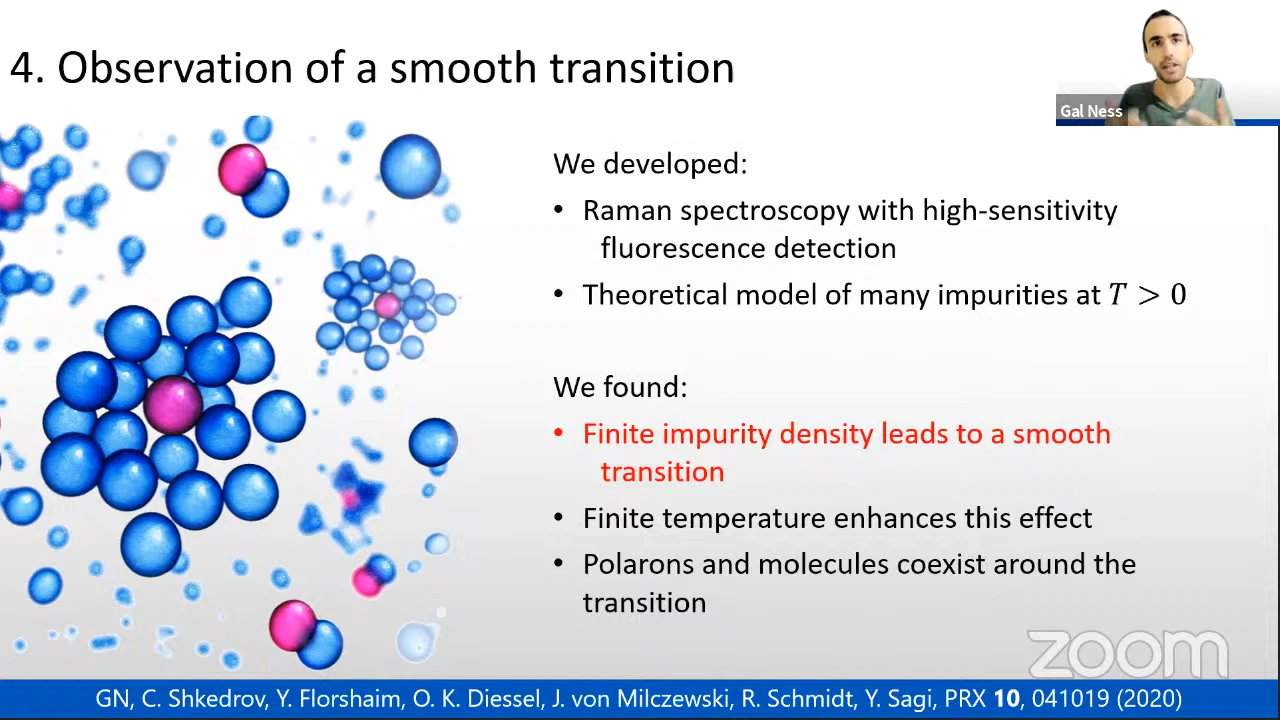 4. Observation of a smooth transition
Gal Ness
We developed:
• Raman spectroscopy with high-sensitivity
fluorescence detection
• Theoretical model of many impurities at T > 0
We found:
• Finite impurity density leads to a smooth
transition
• Finite temperature enhances this effect
• Polarons and molecules coexist around the
transition
zoom
GN, C. Shkedrov, Y. Florshaim, O. K. Diessel, J. von Milczewski, R. Schmidt, Y. Sagi, PRX 10, 041019 (2020)